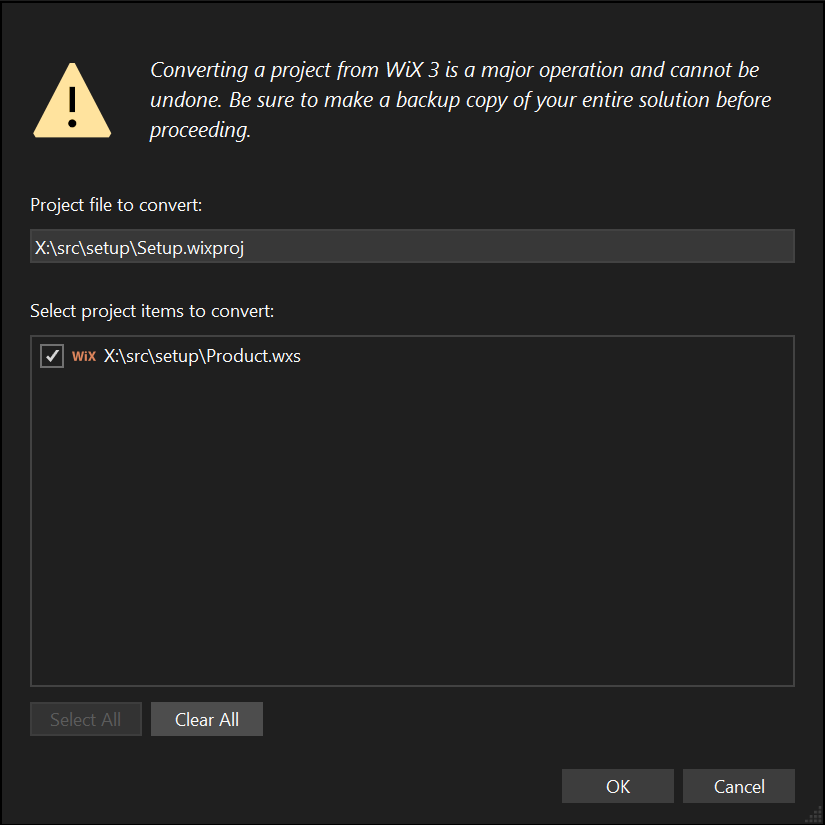 Converting a project from WiX 3 is a major operation and cannot be
undone. Be sure to make a backup copy of your entire solution before
proceeding.
Project file to convert:
X:\src\setup\Setup.wixproj
Select project items to convert:
WiX X:\src\setup\Product.wxs
Select All Clear All
OK Cancel